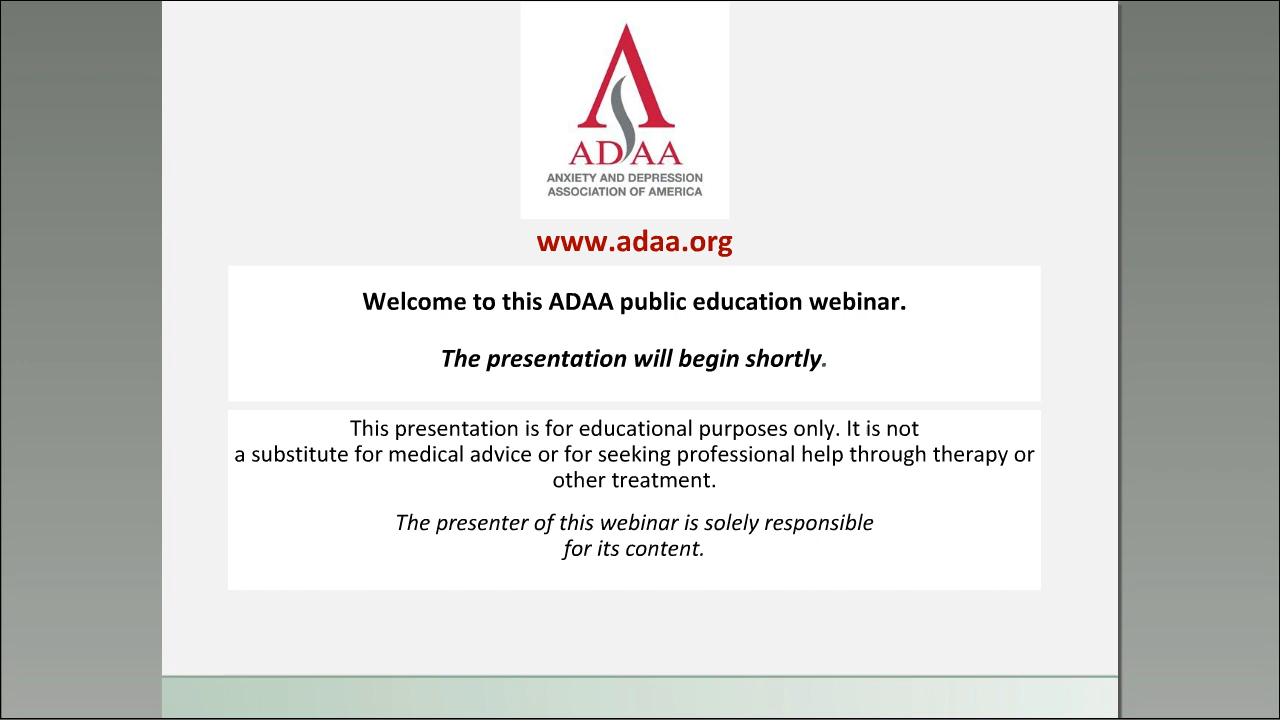 ADAA
ANXIETY AND DEPRESSION
ASSOCIATION OF AMERICA
www.adaa.org
Welcome to this ADAA public education webinar.
The presentation will begin shortly.
This presentation is for educational purposes only. It is not
a substitute for medical advice or for seeking professional help through therapy or
other treatment.
The presenter of this webinar is solely responsible
for its content.